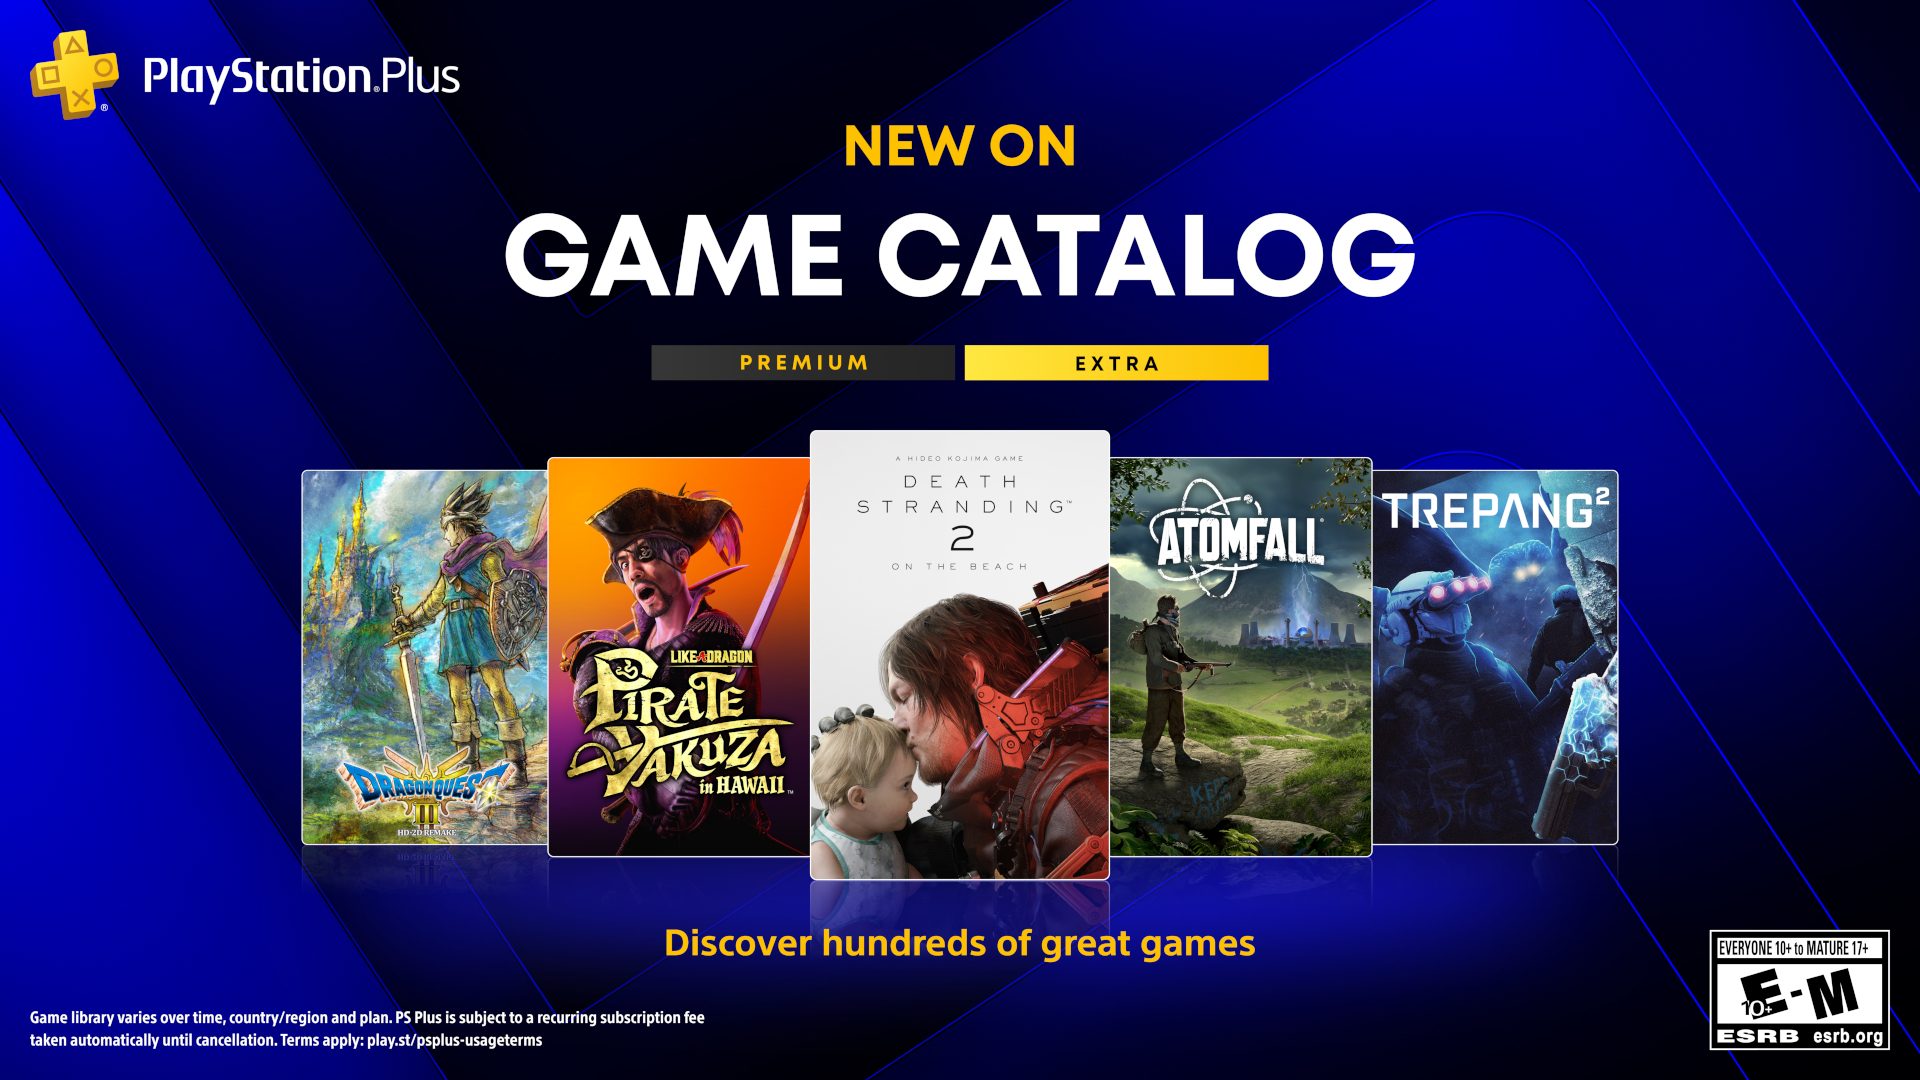 PlayStation®Plus
NEW ON
GAME CATALOG
PREMIUM
EXTRA
DRAGON QUEST
III
HD-2D REMAKE
LIKE A DRAGON
PIRATE
YAKUZA
in HAWAII™
A HIDEO KOJIMA GAME
DEATH
STRANDING™
2
ON THE BEACH
ATOMFALL
TREPANG²
Discover hundreds of great games
Game library varies over time, country/region and plan. PS Plus is subject to a recurring subscription fee
taken automatically until cancellation. Terms apply: play.st/psplus-usageterms
EVERYONE 10+ to MATURE 17+
E 10+ - M
ESRB esrb.org